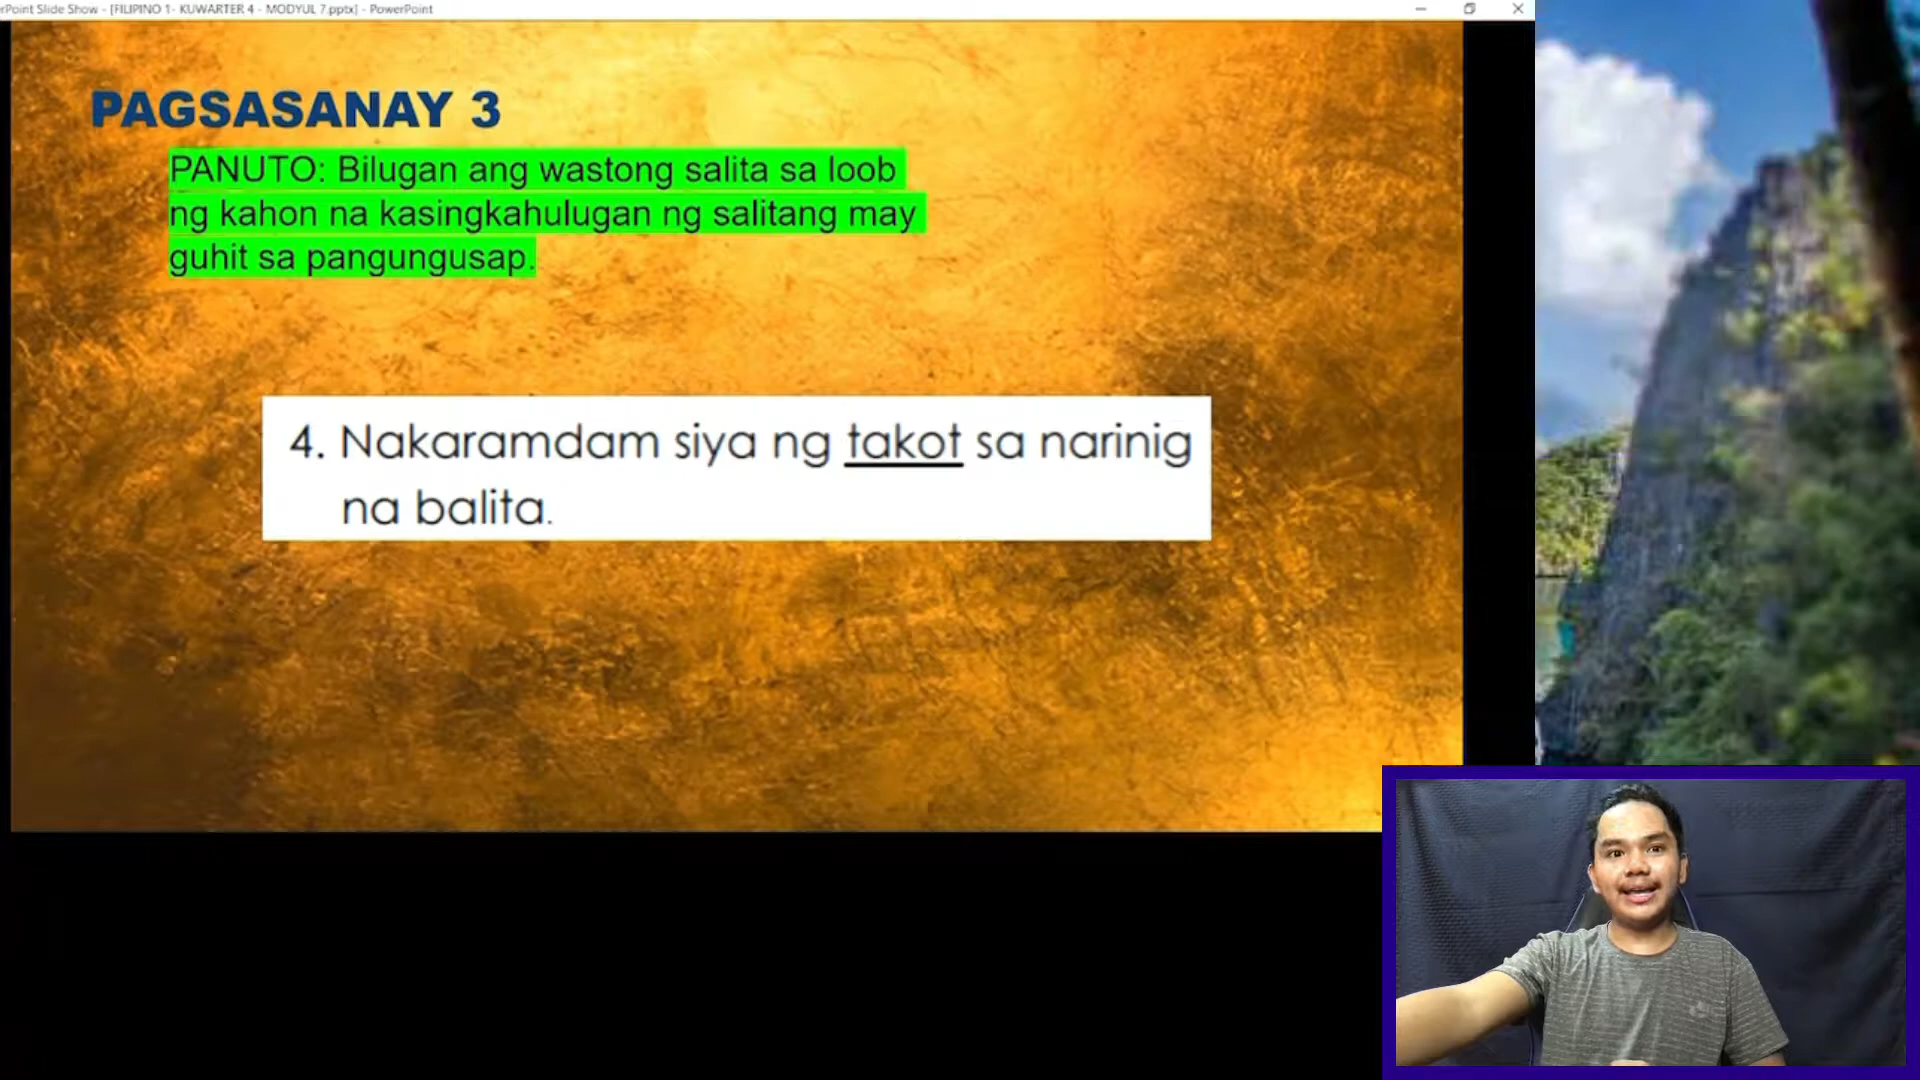 rPoint Slide Show - [FILIPINO 1- KUWARTER 4 - MODYUL 7.pptx] - PowerPoint
PAGSASANAY 3
PANUTO: Bilugan ang wastong salita sa loob
ng kahon na kasingkahulugan ng salitang may
guhit sa pangungusap.
4. Nakaramdam siya ng takot sa narinig
na balita.